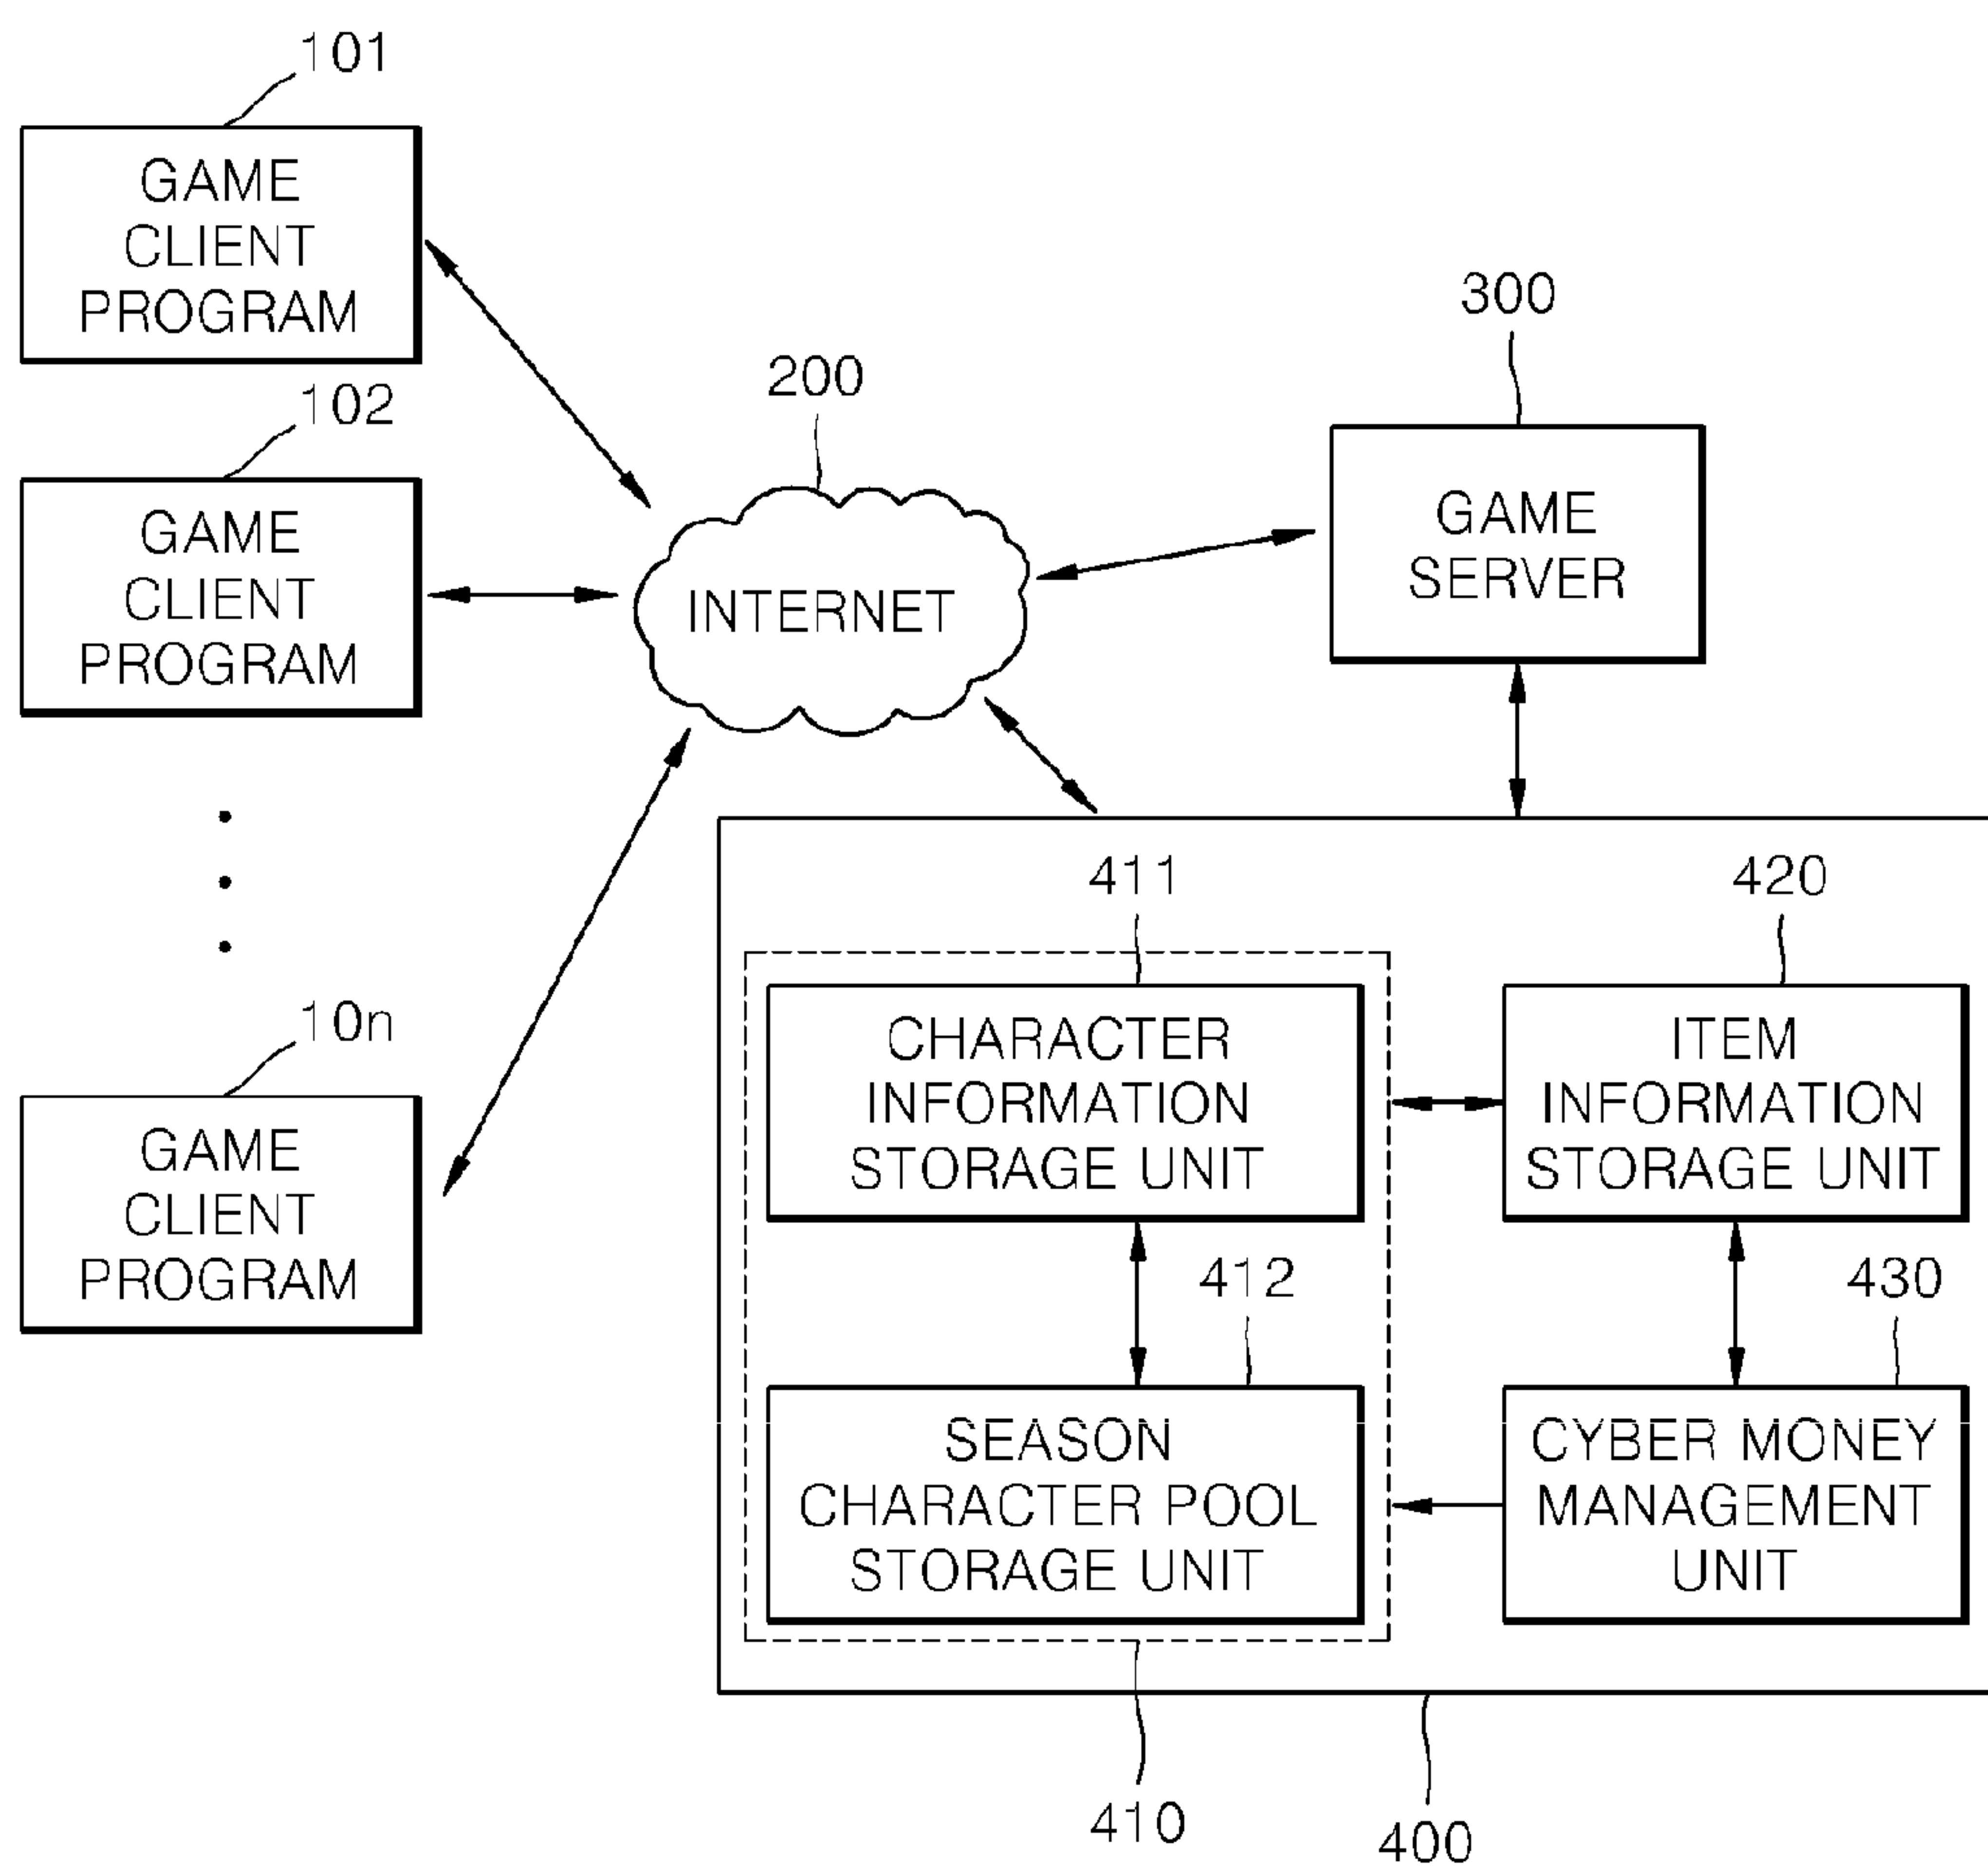 101
GAME
CLIENT
PROGRAM
102
GAME
CLIENT
PROGRAM
10n
GAME
CLIENT
PROGRAM
200
INTERNET
300
GAME
SERVER
411
CHARACTER
INFORMATION
STORAGE UNIT
420
ITEM
INFORMATION
STORAGE UNIT
412
SEASON
CHARACTER POOL
STORAGE UNIT
430
CYBER MONEY
MANAGEMENT
UNIT
410
400